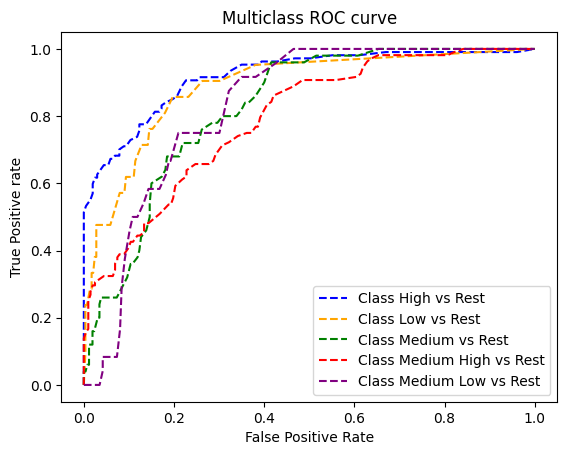 Multiclass ROC curve
True Positive rate
1.0
0.8
0.6
0.4
0.2
0.0
Class High vs Rest
Class Low vs Rest
Class Medium vs Rest
Class Medium High vs Rest
Class Medium Low vs Rest
0.0 0.2 0.4 0.6 0.8 1.0
False Positive Rate